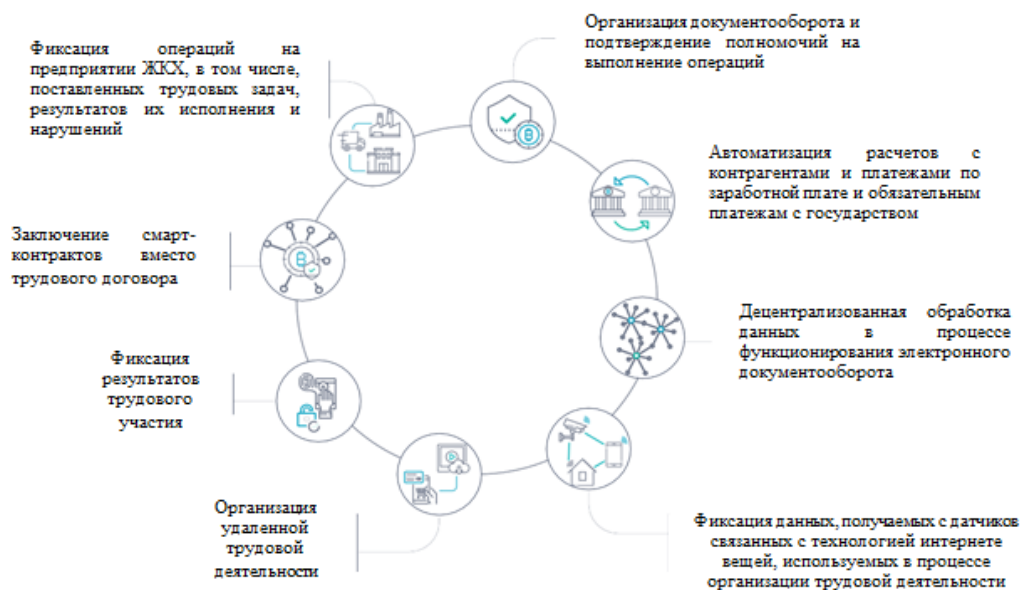 Организация документооборота и
подтверждение полномочий на
выполнение операций
Автоматизация расчетов с
контрагентами и платежами по
заработной плате и обязательным
платежам с государством
Децентрализованная обработка
данных в процессе
функционирования электронного
документооборота
Фиксация данных, получаемых с датчиков
связанных с технологией интернете
вещей, используемых в процессе
организации трудовой деятельности
Организация
удаленной
трудовой
деятельности
Фиксация
результатов
трудового
участия
Заключение смарт-
контрактов вместо
трудового договора
Фиксация операций на
предприятии ЖКХ, в том числе,
поставленных трудовых задач,
результатов их исполнения и
нарушений